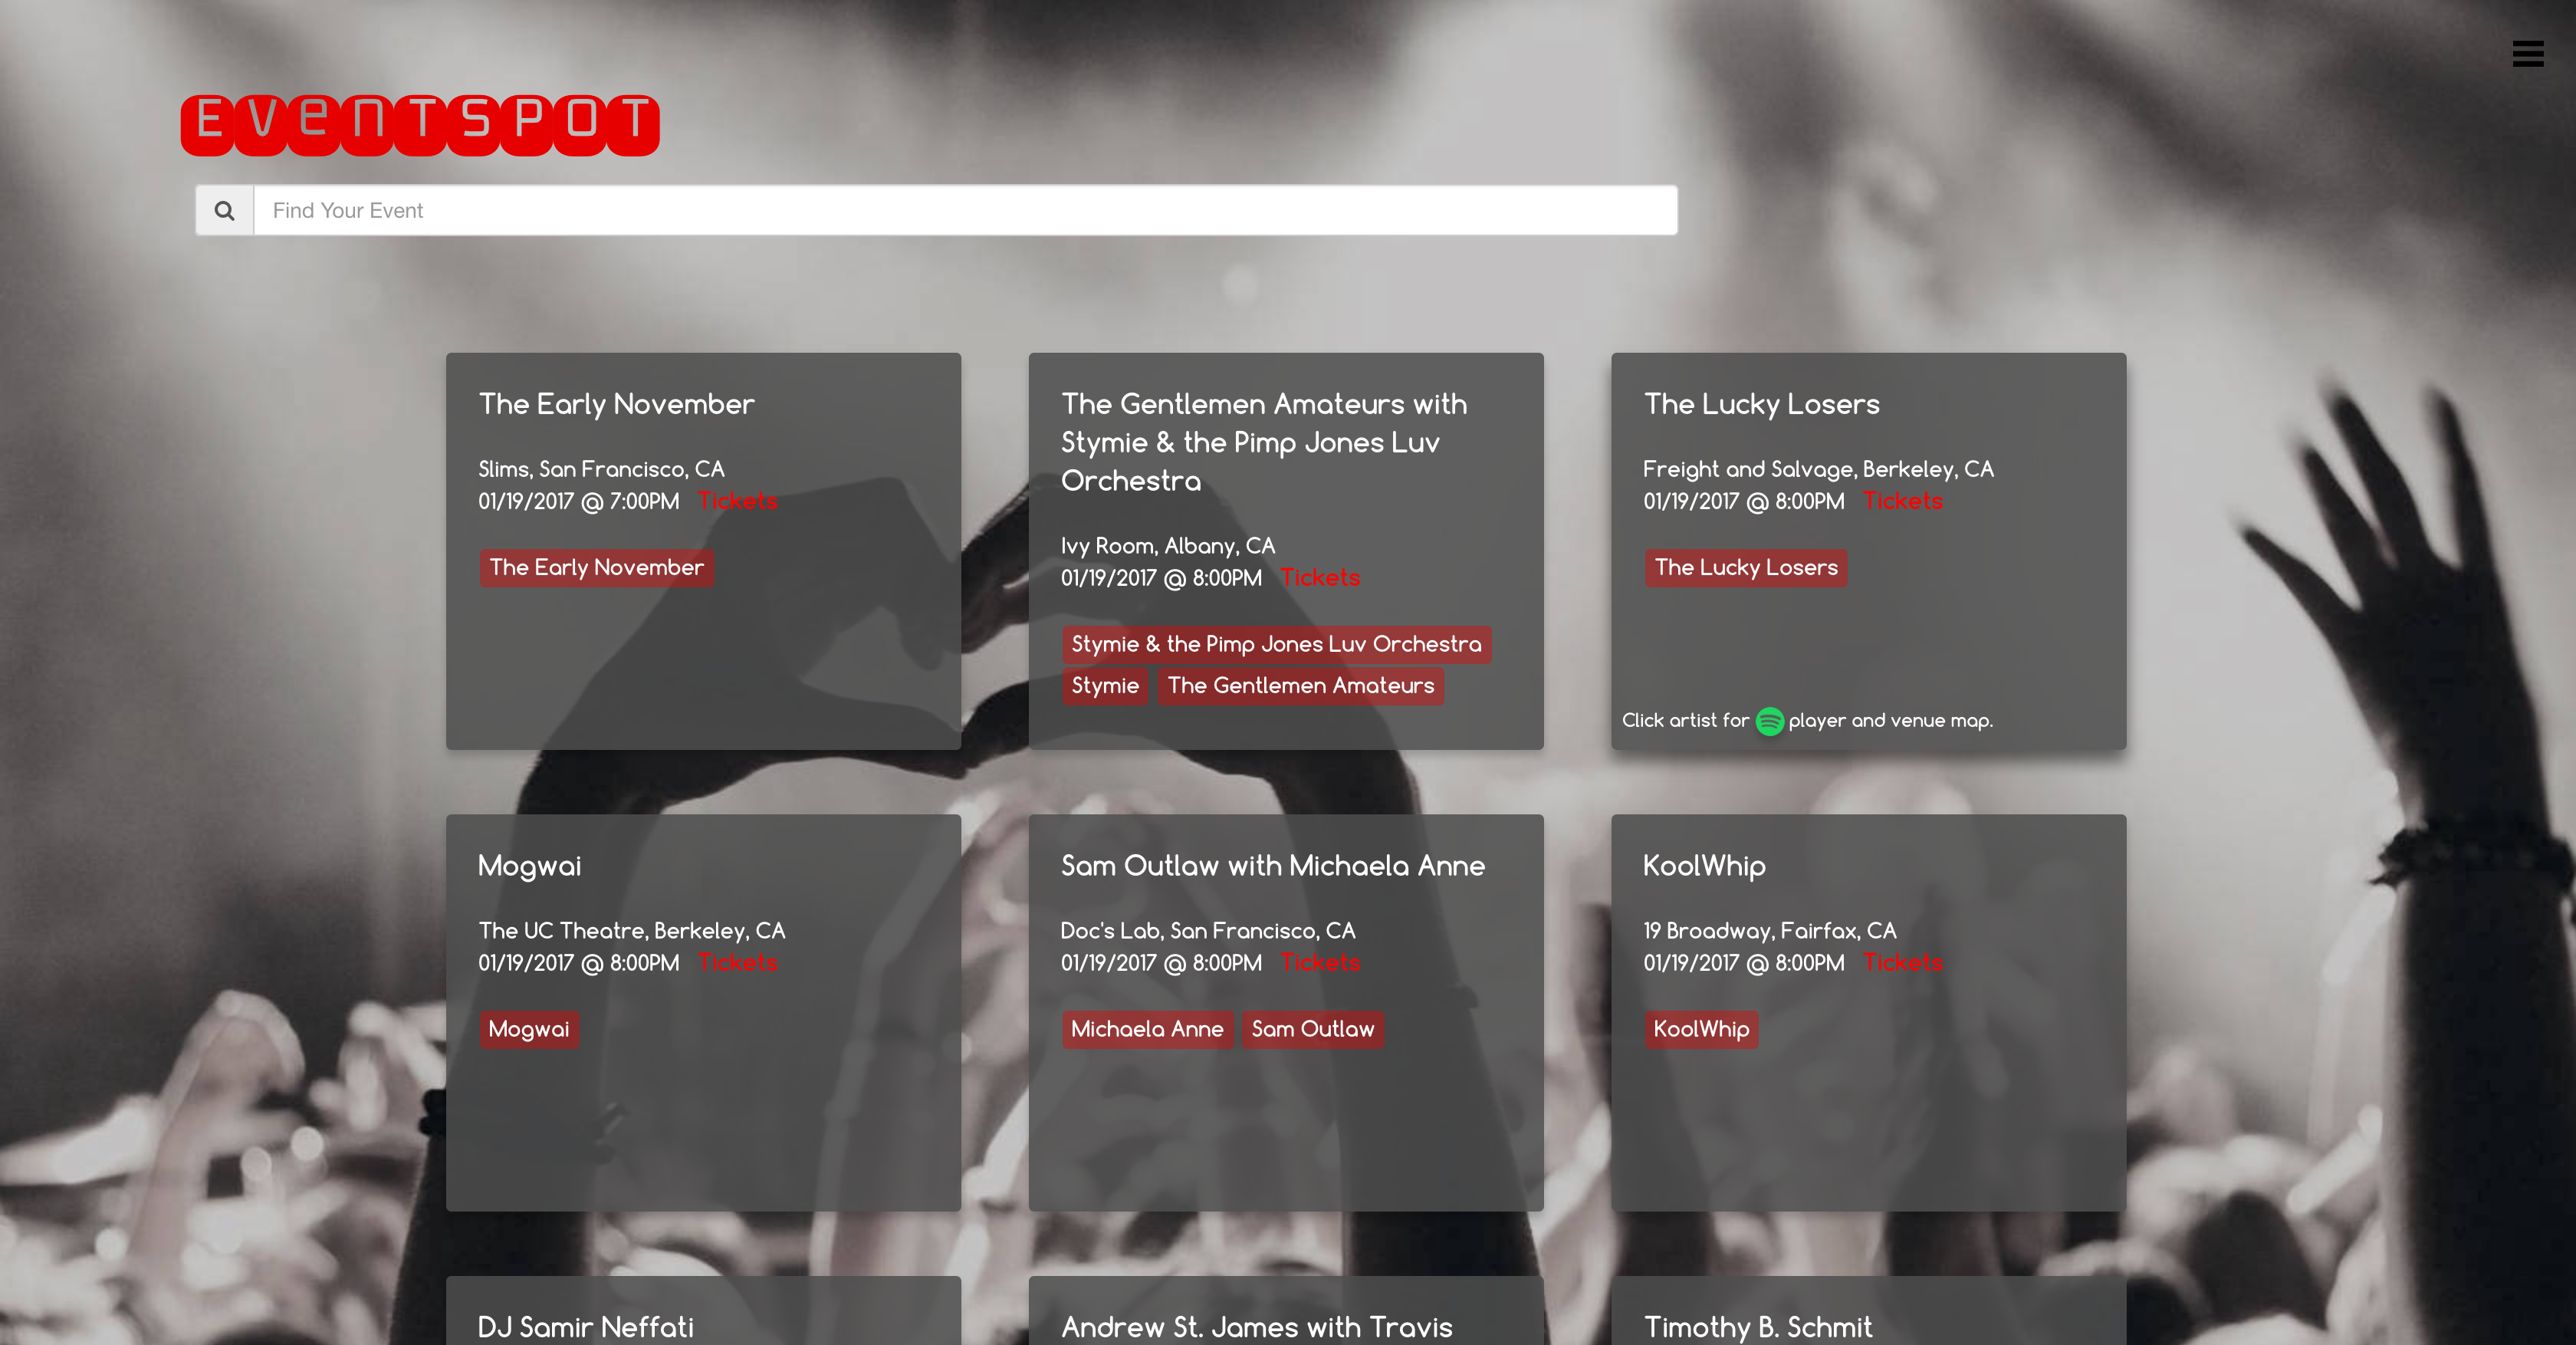 EvenTSPOT
Find Your Event
The Early November
Slims, San Francisco, CA
01/19/2017 @ 7:00PM Tickets
The Early November
The Gentlemen Amateurs with
Stymie & the Pimp Jones Luv
Orchestra
Ivy Room, Albany, CA
01/19/2017 @ 8:00PM Tickets
Stymie & the Pimp Jones Luv Orchestra
Stymie The Gentlemen Amateurs
The Lucky Losers
Freight and Salvage, Berkeley, CA
01/19/2017 @ 8:00PM Tickets
The Lucky Losers
Click artist for player and venue map.
Mogwai
The UC Theatre, Berkeley, CA
01/19/2017 @ 8:00PM Tickets
Mogwai
Sam Outlaw with Michaela Anne
Doc's Lab, San Francisco, CA
01/19/2017 @ 8:00PM Tickets
Michaela Anne Sam Outlaw
KoolWhip
19 Broadway, Fairfax, CA
01/19/2017 @ 8:00PM Tickets
KoolWhip
DJ Samir Neffati
Andrew St. James with Travis
Timothy B. Schmit